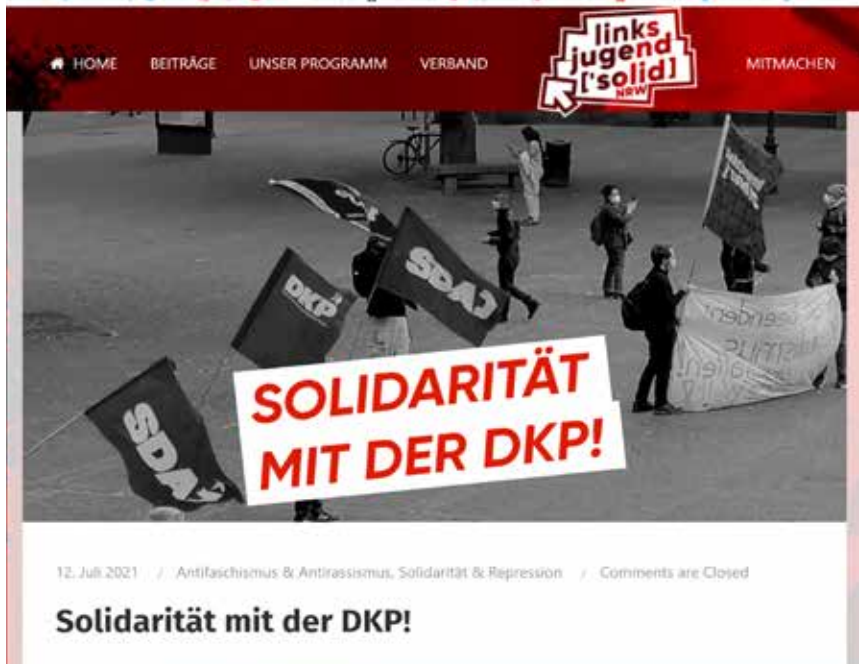 HOME BEITRÄGE UNSER PROGRAMM VERBAND
links
jugend
['solid]
NRW
MITMACHEN
SDAJ
DKP
SDAJ
SOLIDARITÄT
MIT DER DKP!
12. Juli 2021 / Antifaschismus & Antirassismus, Solidarität & Repression / Comments are Closed
Solidarität mit der DKP!